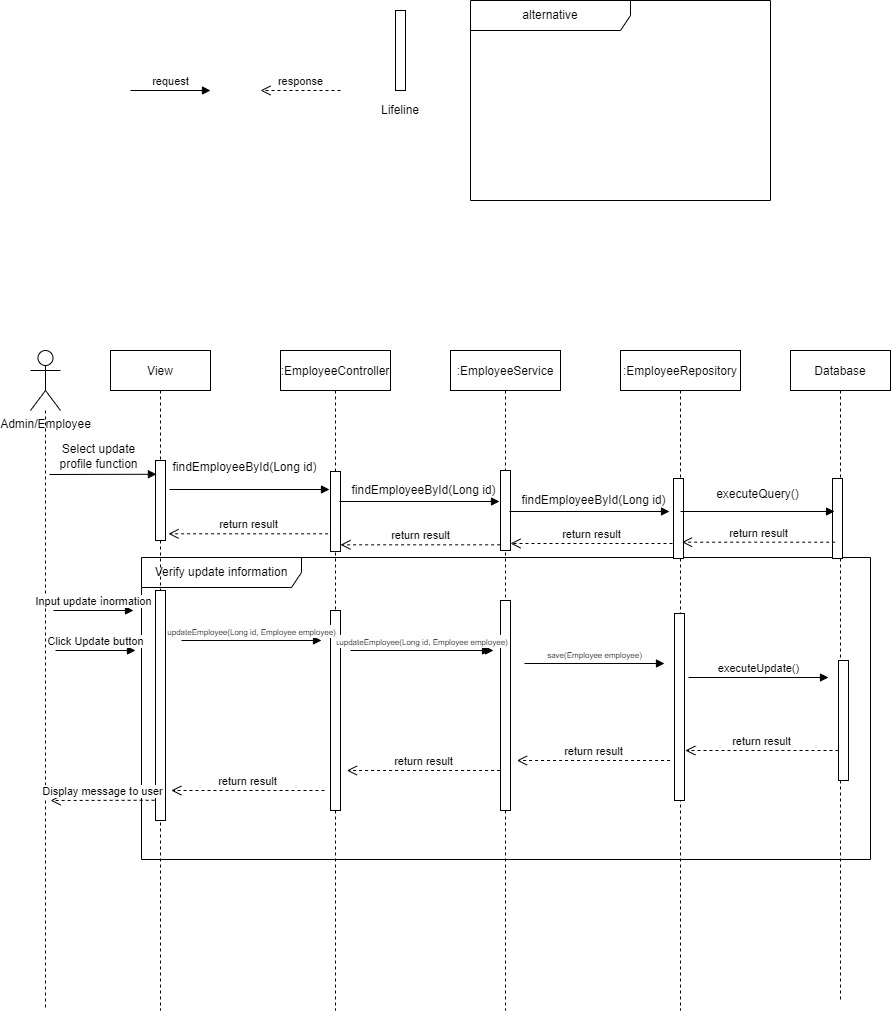 alternative
request
response
Lifeline
View
:EmployeeController
:EmployeeService
:EmployeeRepository
Database
Admin/Employee
Select update
profile function
findEmployeeById(Long id)
findEmployeeById(Long id)
findEmployeeById(Long id)
executeQuery()
return result
return result
return result
return result
Verify update information
Input update inormation
Click Update button
updateEmployee(Long id, Employee employee)
updateEmployee(Long id, Employee employee)
save(Employee employee)
executeUpdate()
return result
return result
return result
return result
Display message to user